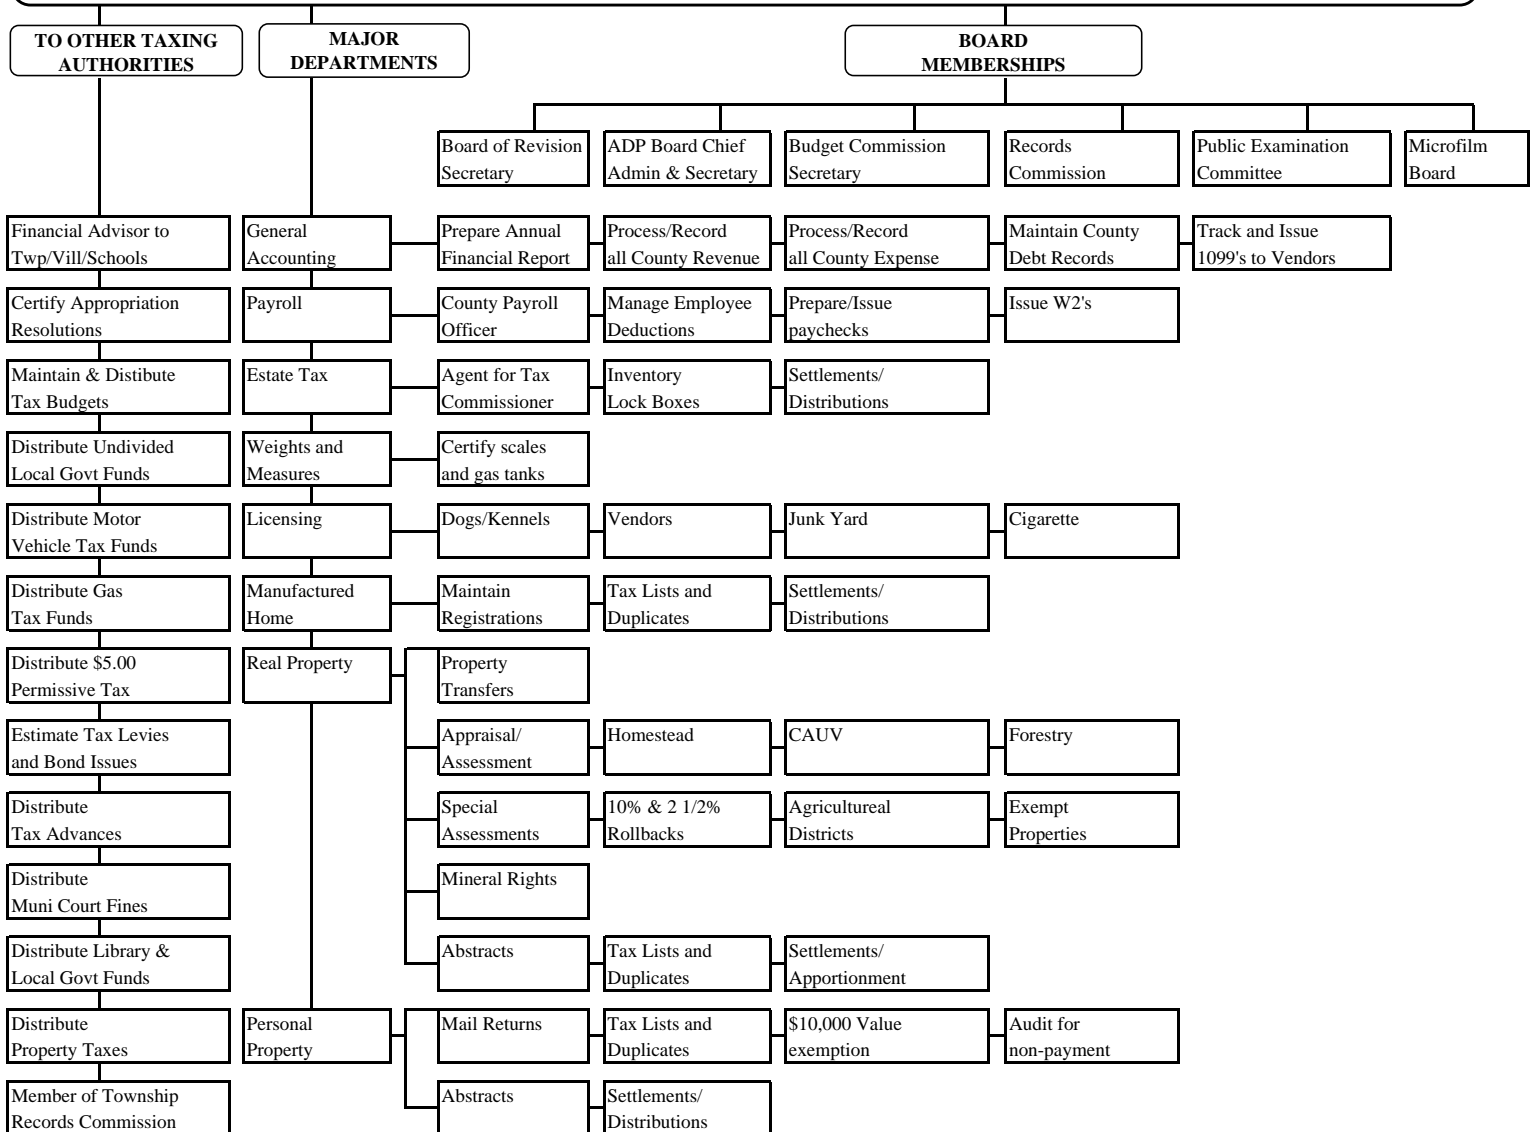 TO OTHER TAXING
AUTHORITIES
MAJOR
DEPARTMENTS
BOARD
MEMBERSHIPS
Board of Revision
Secretary
ADP Board Chief
Admin & Secretary
Budget Commission
Secretary
Records
Commission
Public Examination
Committee
Microfilm
Board
Financial Advisor to
Twp/Vill/Schools
General
Accounting
Prepare Annual
Financial Report
Process/Record
all County Revenue
Process/Record
all County Expense
Maintain County
Debt Records
Track and Issue
1099's to Vendors
Certify Appropriation
Resolutions
Payroll
County Payroll
Officer
Manage Employee
Deductions
Prepare/Issue
paychecks
Issue W2's
Maintain & Distibute
Tax Budgets
Estate Tax
Agent for Tax
Commissioner
Inventory
Lock Boxes
Settlements/
Distributions
Distribute Undivided
Local Govt Funds
Weights and
Measures
Certify scales
and gas tanks
Distribute Motor
Vehicle Tax Funds
Licensing
Dogs/Kennels
Vendors
Junk Yard
Cigarette
Distribute Gas
Tax Funds
Manufactured
Home
Maintain
Registrations
Tax Lists and
Duplicates
Settlements/
Distributions
Distribute $5.00
Permissive Tax
Real Property
Property
Transfers
Estimate Tax Levies
and Bond Issues
Appraisal/
Assessment
Homestead
CAUV
Forestry
Distribute
Tax Advances
Special
Assessments
10% & 2 1/2%
Rollbacks
Agricultureal
Districts
Exempt
Properties
Distribute
Muni Court Fines
Mineral Rights
Distribute Library &
Local Govt Funds
Abstracts
Tax Lists and
Duplicates
Settlements/
Apportionment
Distribute
Property Taxes
Personal
Property
Mail Returns
Tax Lists and
Duplicates
$10,000 Value
exemption
Audit for
non-payment
Member of Township
Records Commission
Abstracts
Settlements/
Distributions